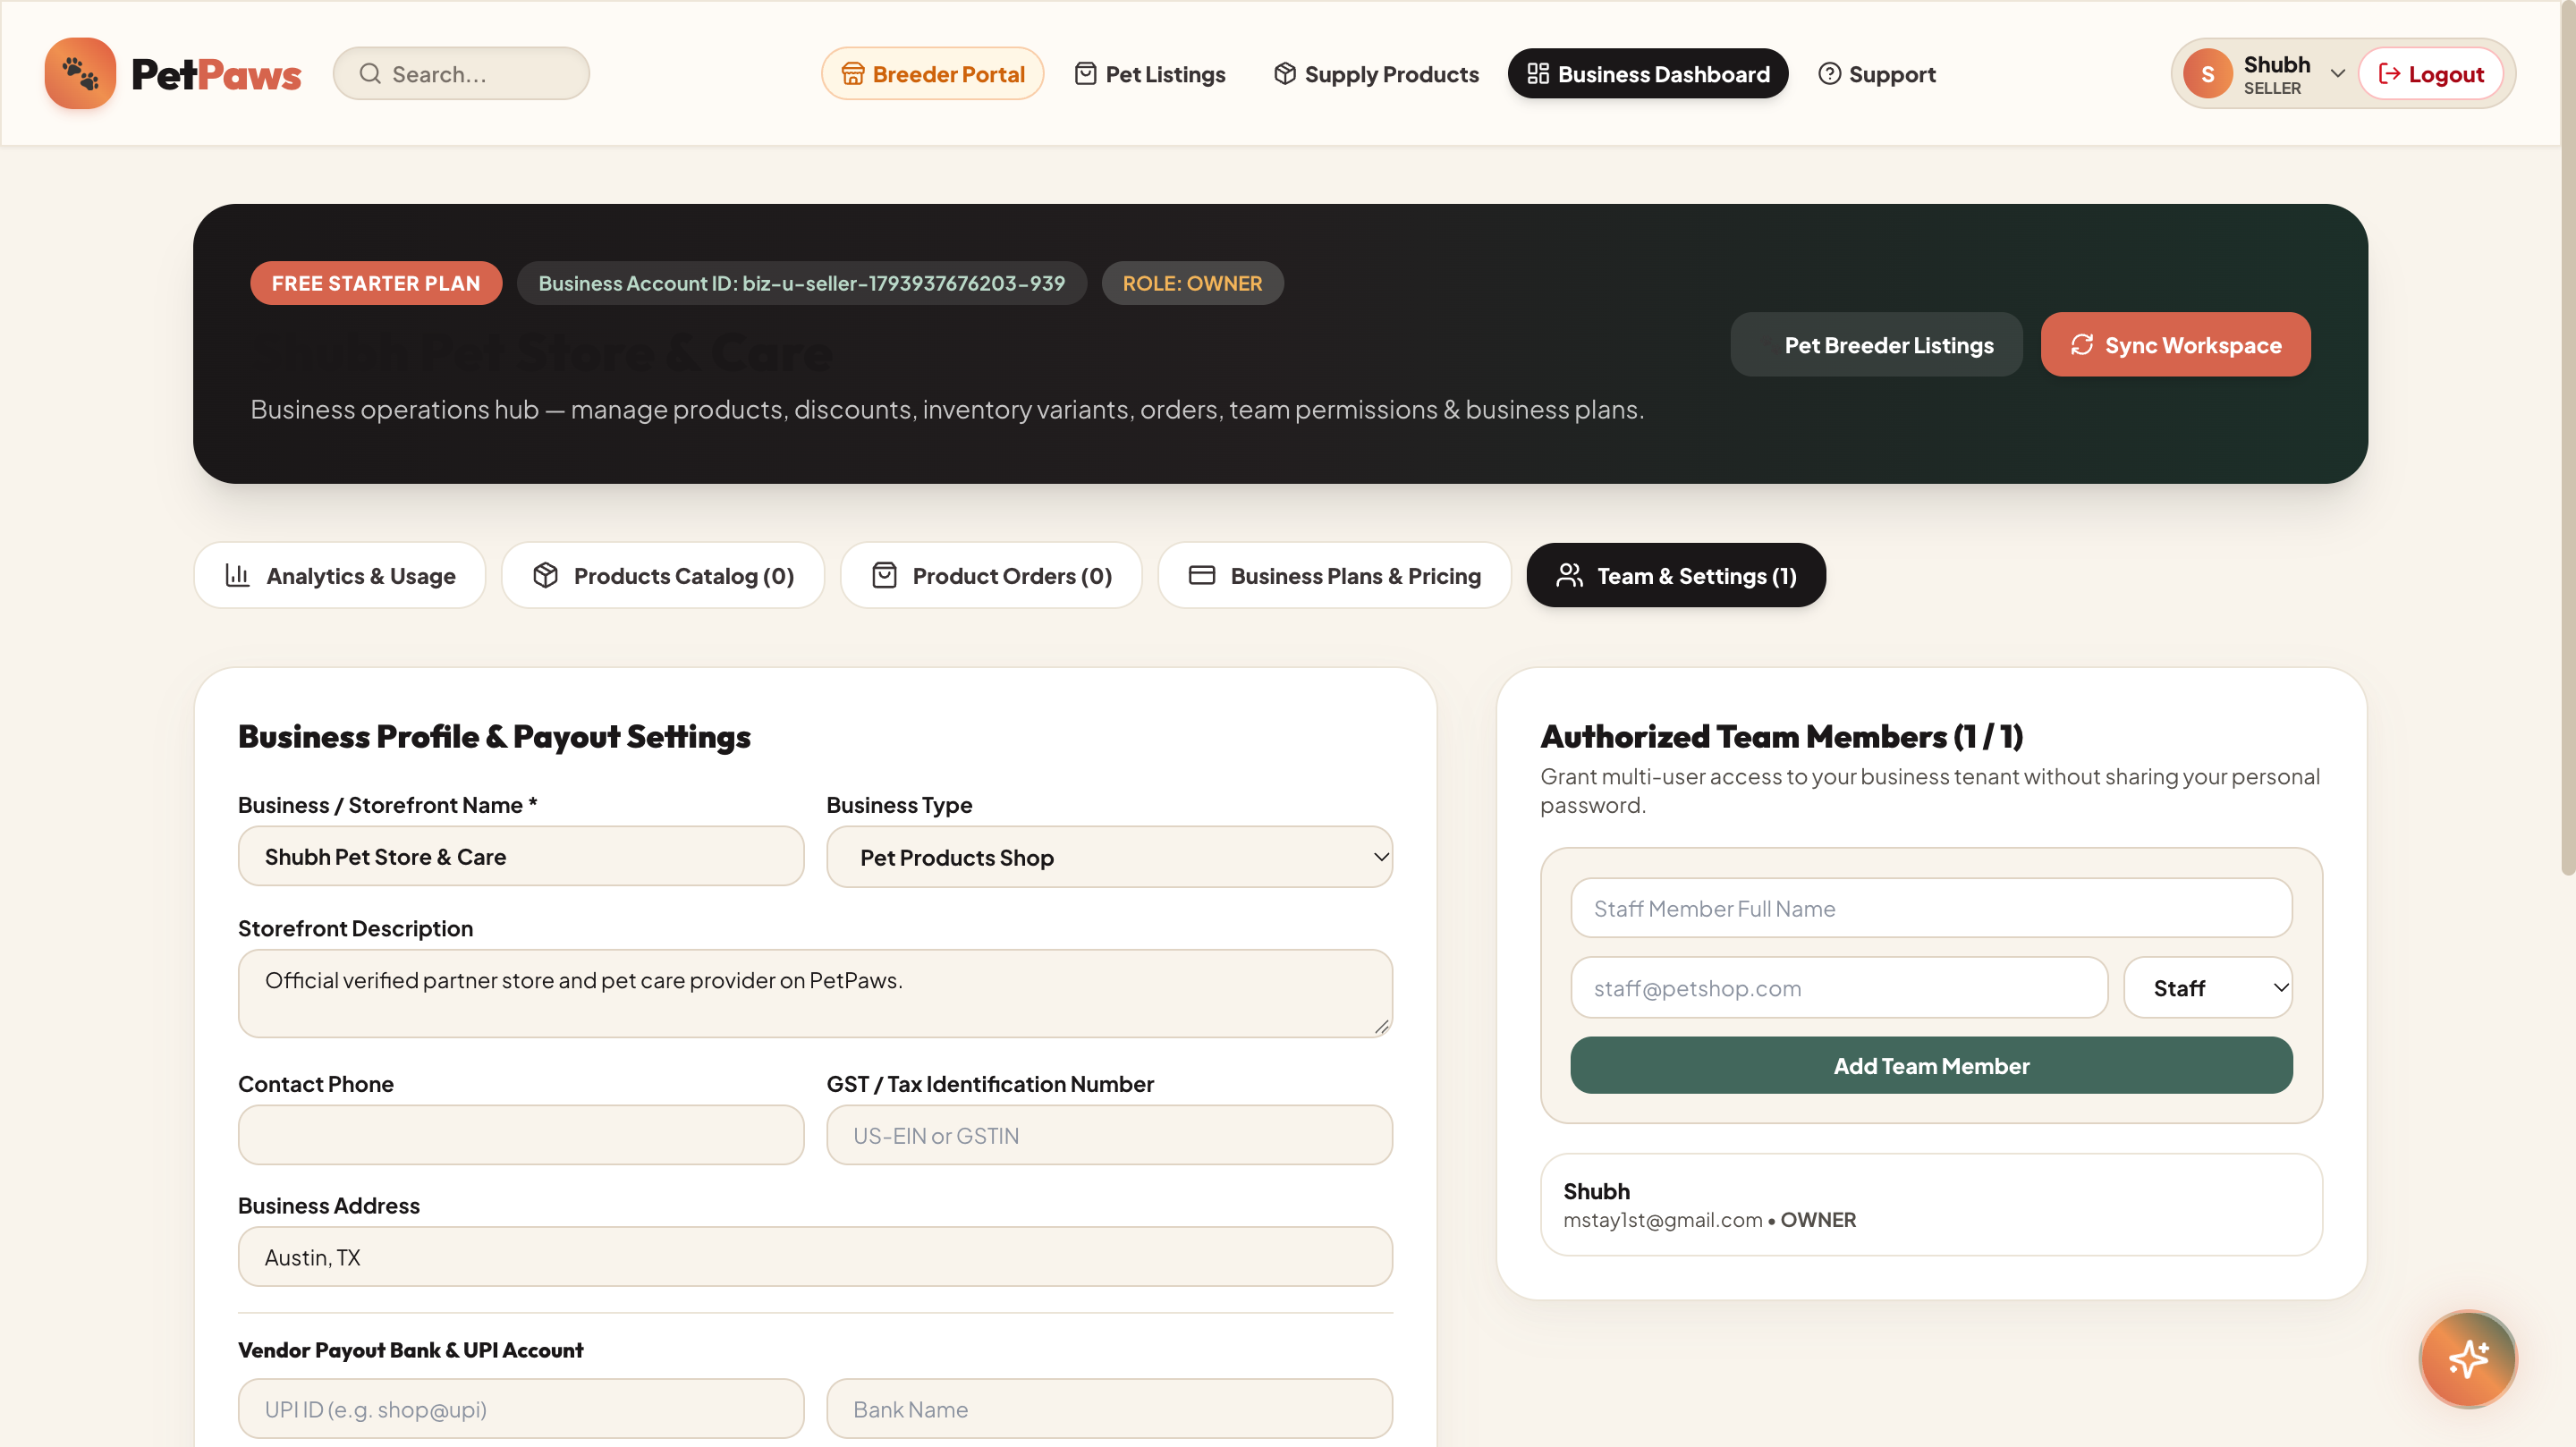 PetPaws
Search...
Breeder Portal
Pet Listings
Supply Products
Business Dashboard
Support
S
Shubh
SELLER
Logout
FREE STARTER PLAN
Business Account ID: biz-u-seller-1793937676203-939
ROLE: OWNER
Shubh Pet Store & Care
Business operations hub — manage products, discounts, inventory variants, orders, team permissions & business plans.
Pet Breeder Listings
Sync Workspace
Analytics & Usage
Products Catalog (0)
Product Orders (0)
Business Plans & Pricing
Team & Settings (1)
Business Profile & Payout Settings
Business / Storefront Name *
Business Type
Shubh Pet Store & Care
Pet Products Shop
Storefront Description
Official verified partner store and pet care provider on PetPaws.
Contact Phone
GST / Tax Identification Number
US-EIN or GSTIN
Business Address
Austin, TX
Vendor Payout Bank & UPI Account
UPI ID (e.g. shop@upi)
Bank Name
Authorized Team Members (1 / 1)
Grant multi-user access to your business tenant without sharing your personal
password.
Staff Member Full Name
staff@petshop.com
Staff
Add Team Member
Shubh
mstay1st@gmail.com • OWNER